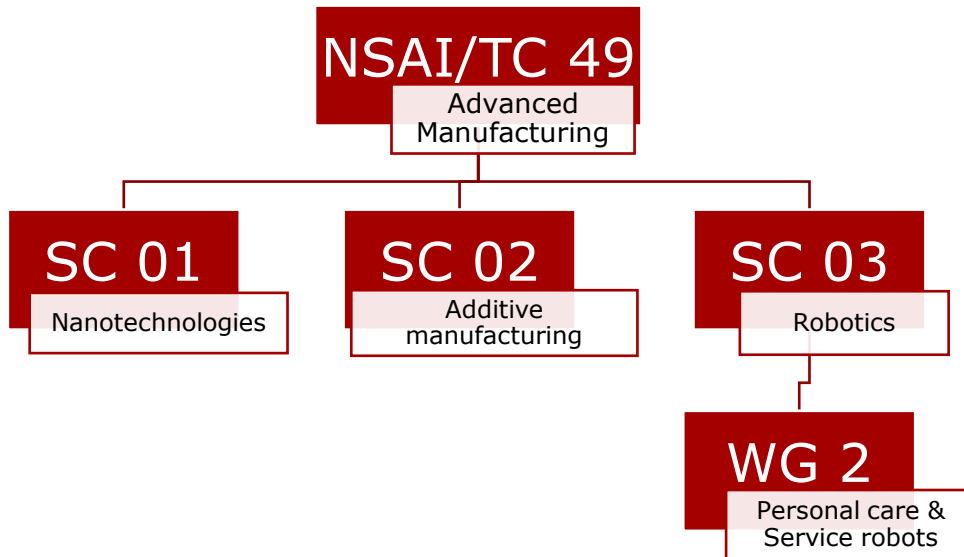 NSAI/TC 49
Advanced
Manufacturing
SC 01
Nanotechnologies
SC 02
Additive
manufacturing
SC 03
Robotics
WG 2
Personal care &
Service robots